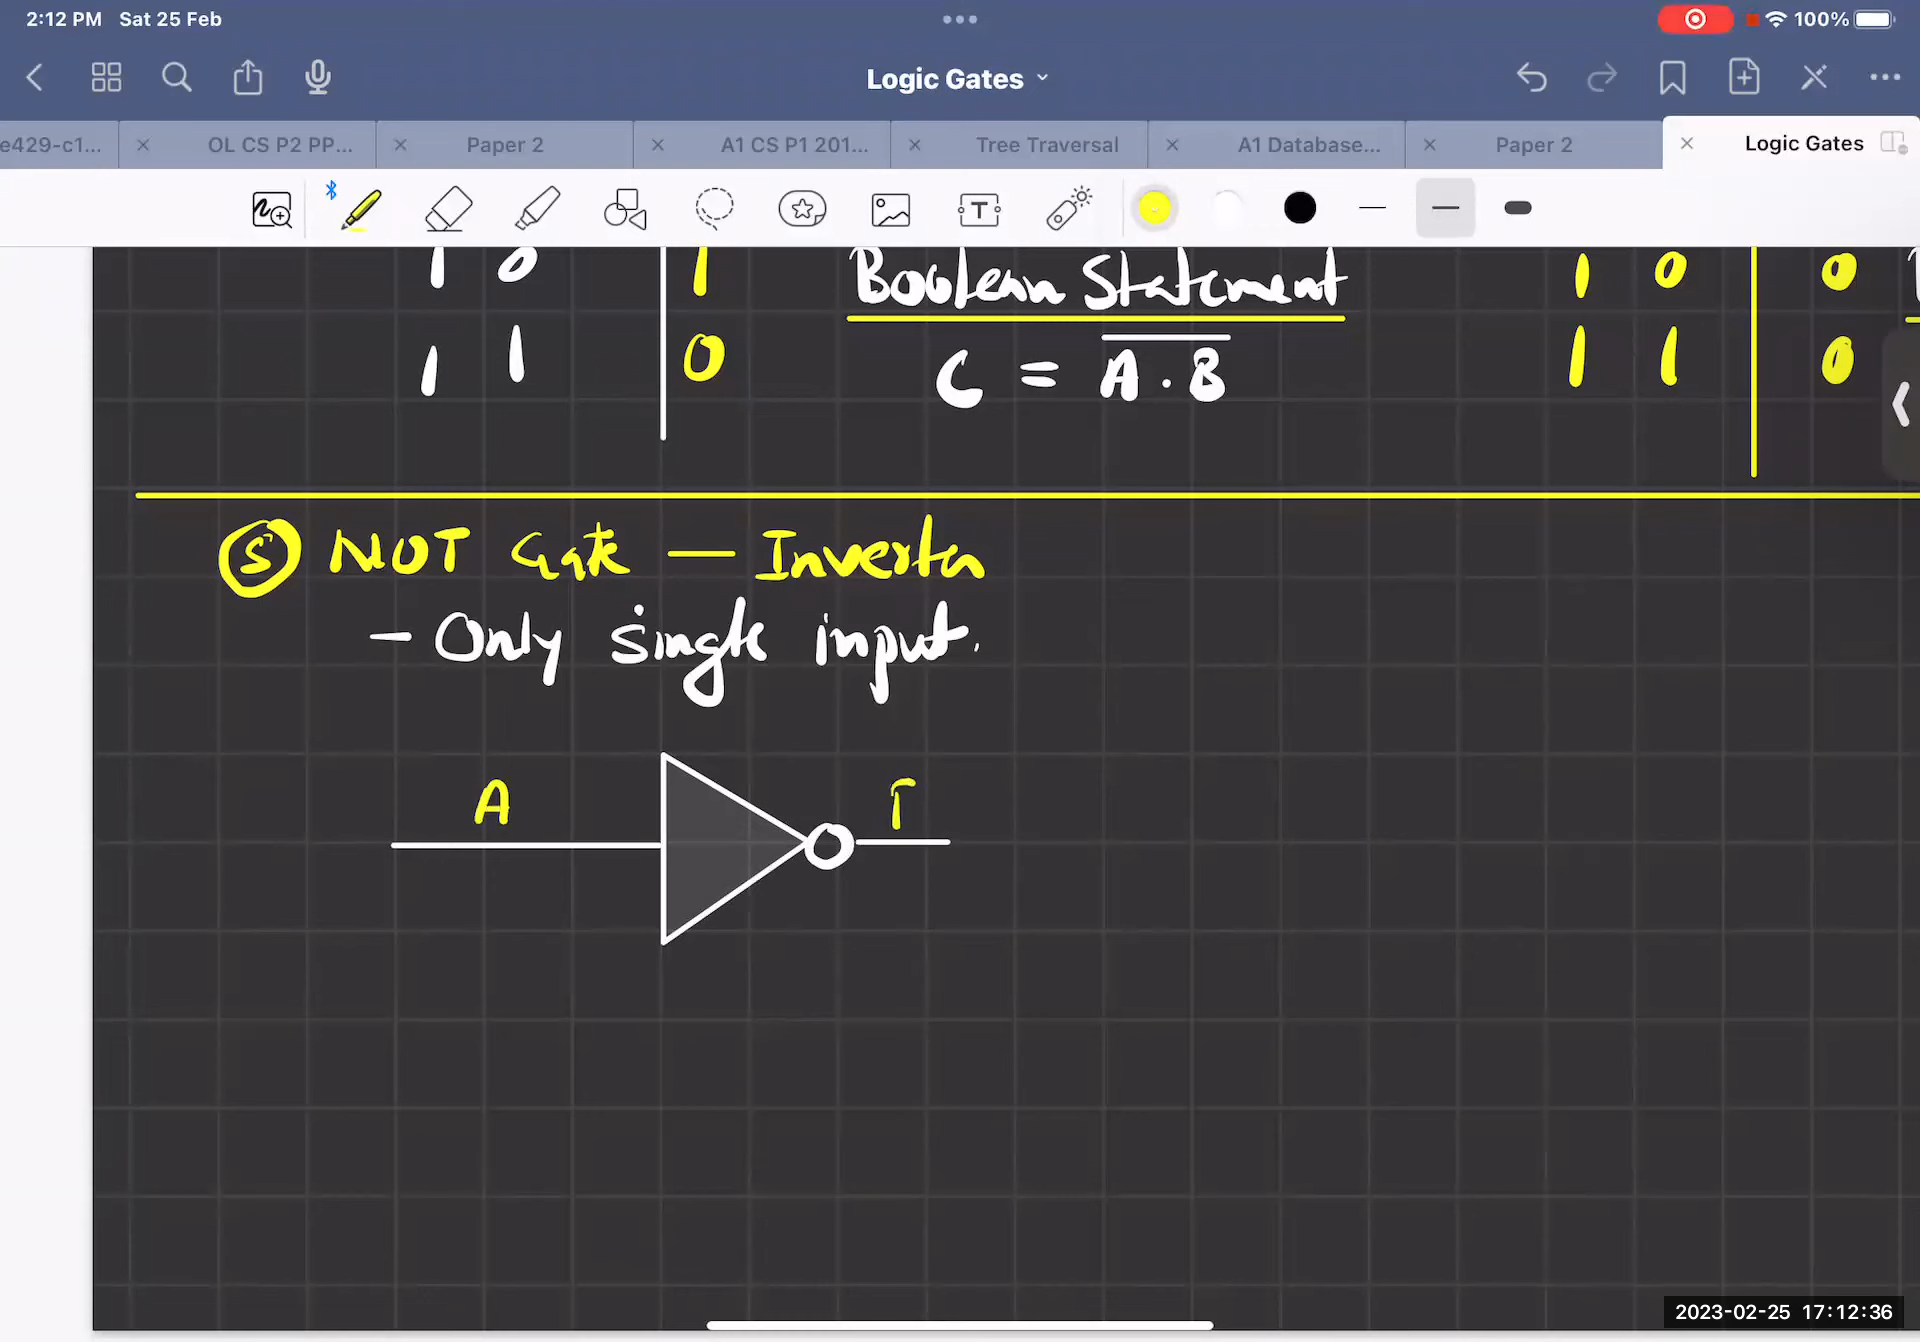 2:12 PM Sat 25 Feb
100%
Logic Gates
e429-c1...
OL CS P2 PP...
Paper 2
A1 CS P1 201...
Tree Traversal
A1 Database...
Paper 2
Logic Gates
1 0 1
Boolean Statement
1 0 0
1 1 0
C = A . B
1 1 0
5 NOT Gate — Inverter
- Only single input.
A
2023-02-25 17:12:36